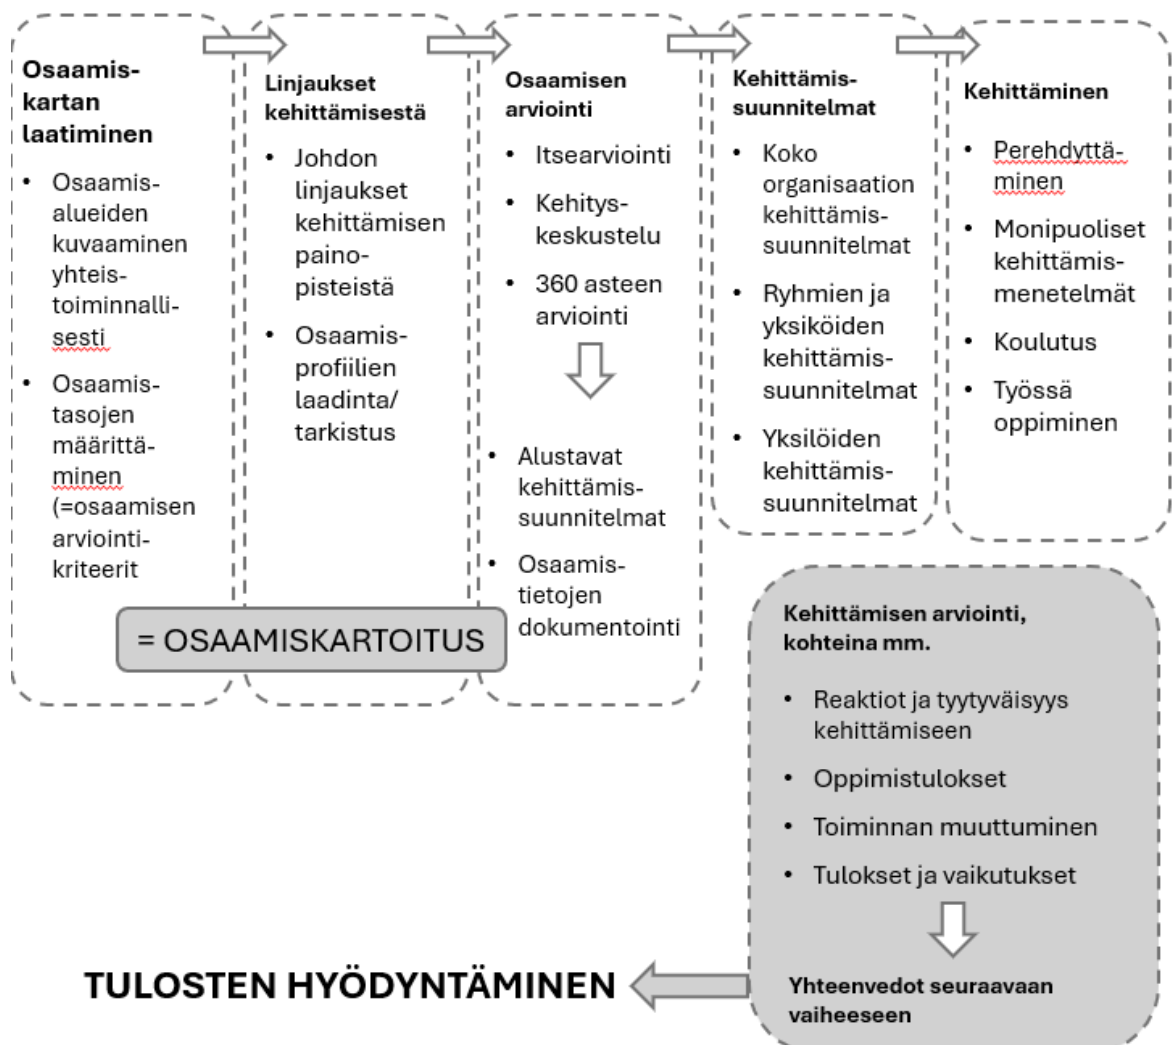 Osaamis-
kartan
laatiminen
• Osaamis-
alueiden
kuvaaminen
yhteis-
toiminnalli-
sesti
• Osaamis-
tasojen
määrittä-
minen
(=osaamisen
arviointi-
kriteerit
Linjaukset
kehittämisestä
• Johdon
linjaukset
kehittämisen
paino-
pisteistä
• Osaamis-
profiilien
laadinta/
tarkistus
= OSAAMISKARTOITUS
Osaamisen
arviointi
• Itsearviointi
• Kehitys-
keskustelu
• 360 asteen
arviointi
• Alustavat
kehittämis-
suunnitelmat
• Osaamis-
tietojen
dokumentointi
Kehittämis-
suunnitelmat
• Koko
organisaation
kehittämis-
suunnitelmat
• Ryhmien ja
yksiköiden
kehittämis-
suunnitelmat
• Yksilöiden
kehittämis-
suunnitelmat
Kehittäminen
• Perehdyttä-
minen
• Monipuoliset
kehittämis-
menetelmät
• Koulutus
• Työssä
oppiminen
Kehittämisen arviointi,
kohteina mm.
• Reaktiot ja tyytyväisyys
kehittämiseen
• Oppimistulokset
• Toiminnan muuttuminen
• Tulokset ja vaikutukset
Yhteenvedot seuraavaan
vaiheeseen
TULOSTEN HYÖDYNTÄMINEN